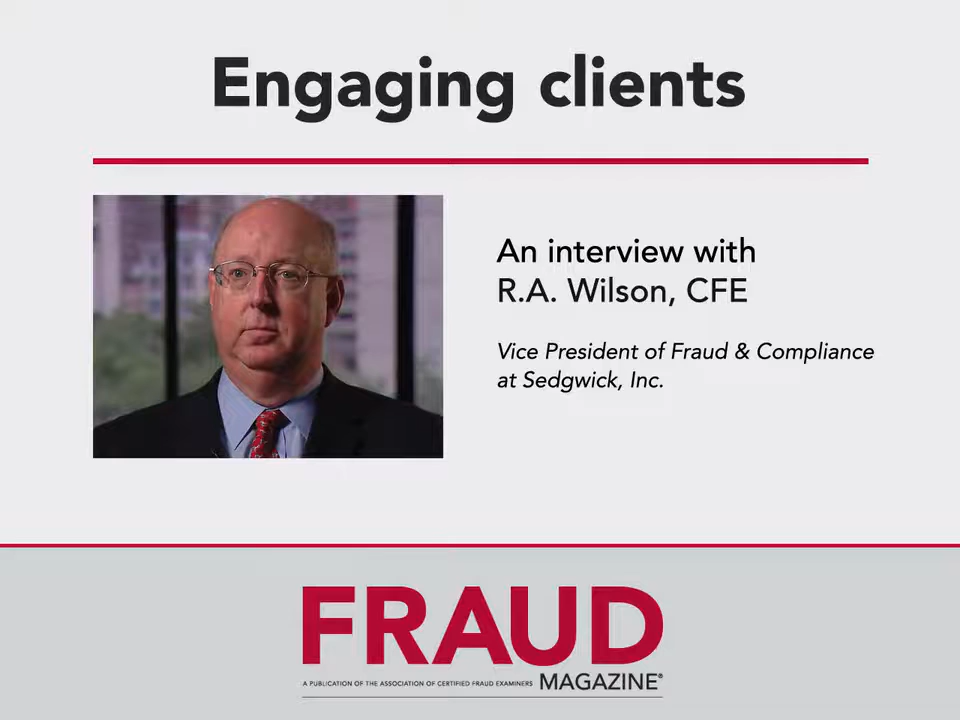 Engaging clients
An interview with
R.A. Wilson, CFE
Vice President of Fraud & Compliance
at Sedgwick, Inc.
FRAUD
A PUBLICATION OF THE ASSOCIATION OF CERTIFIED FRAUD EXAMINERS MAGAZINE®